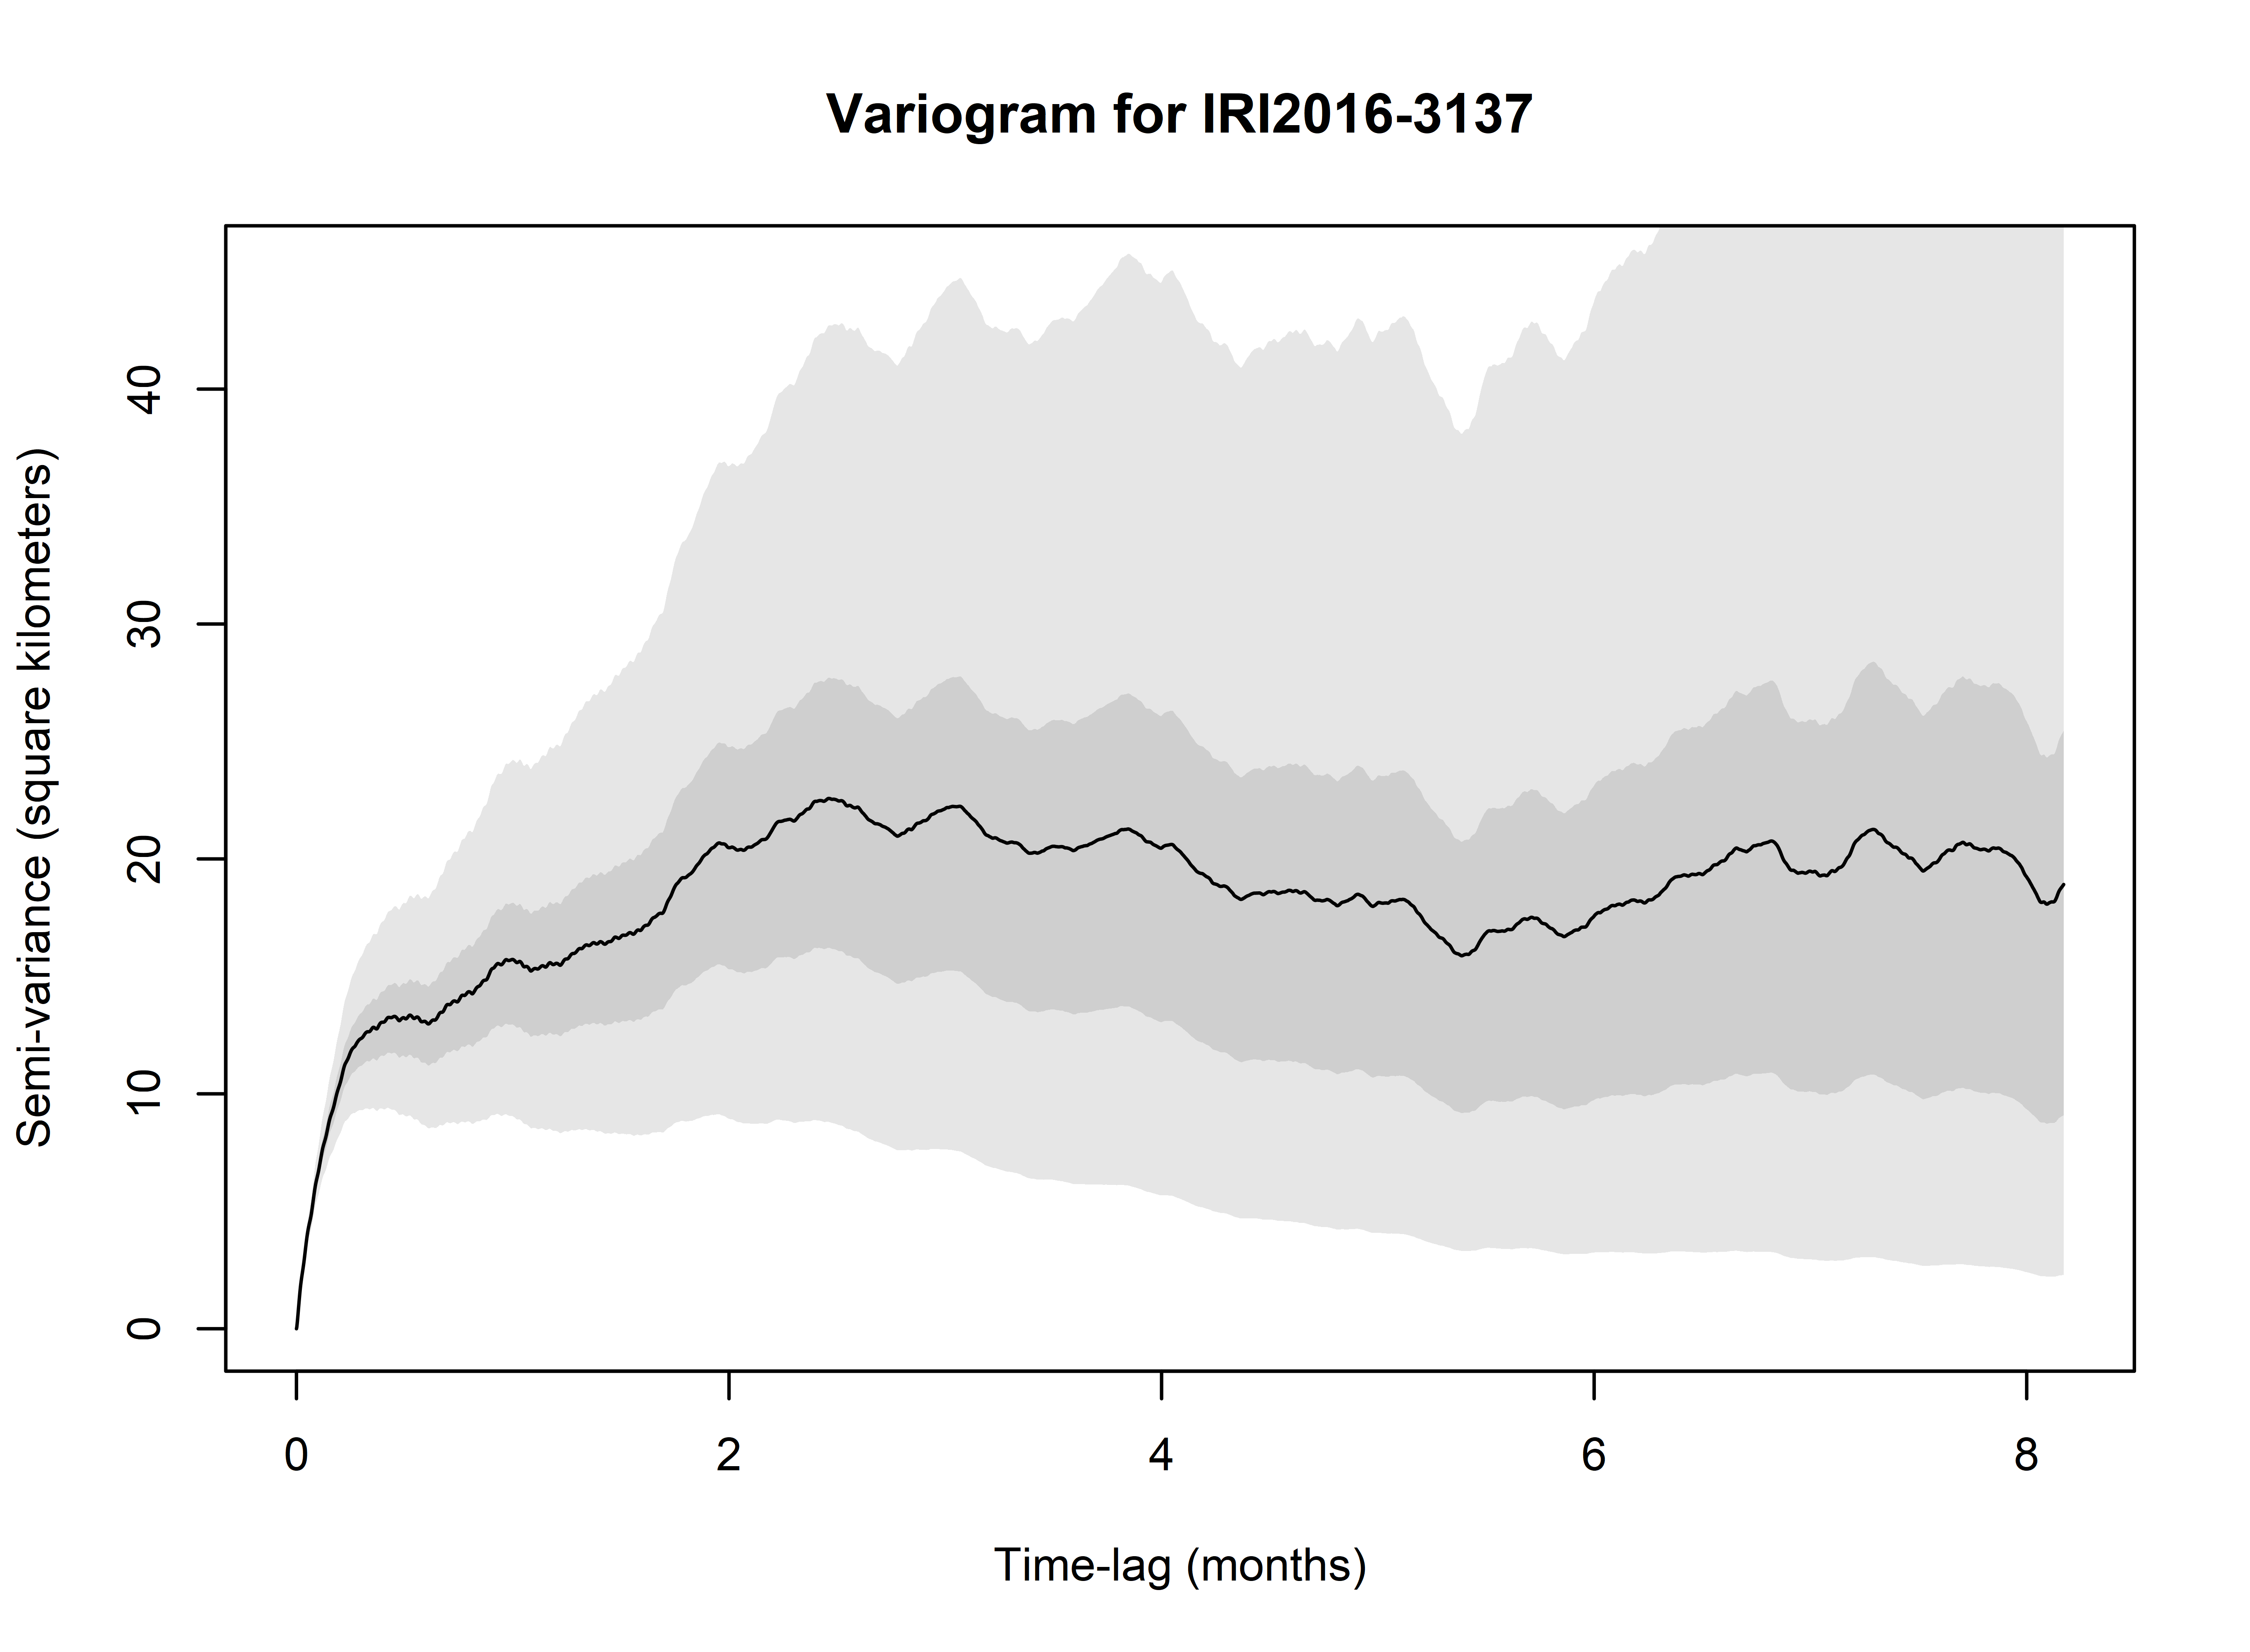 Variogram for IRI2016-3137
Semi-variance (square kilometers)
40
30
20
10
0
0 2 4 6 8
Time-lag (months)